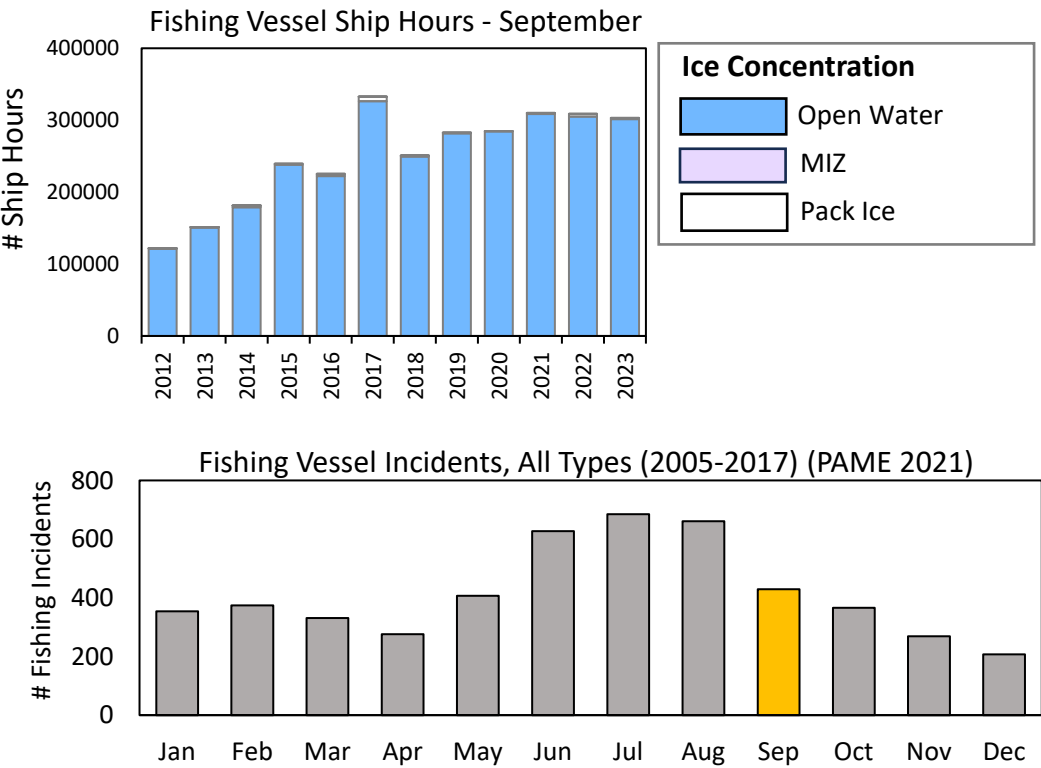 Fishing Vessel Ship Hours - September
# Ship Hours
400000
300000
200000
100000
0
2012
2013
2014
2015
2016
2017
2018
2019
2020
2021
2022
2023
Ice Concentration
Open Water
MIZ
Pack Ice
Fishing Vessel Incidents, All Types (2005-2017) (PAME 2021)
# Fishing Incidents
800
600
400
200
0
Jan Feb Mar Apr May Jun Jul Aug Sep Oct Nov Dec